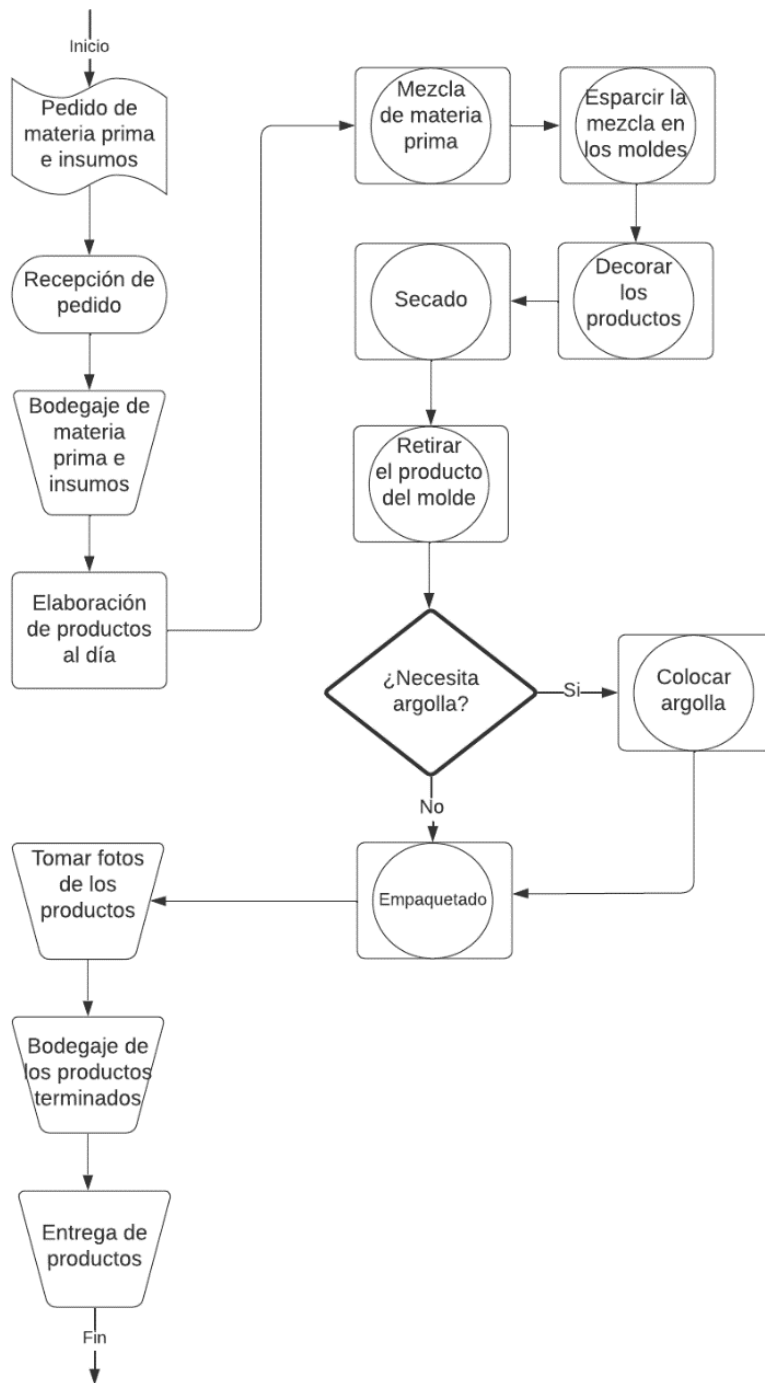 Inicio
Pedido de
materia prima
e insumos
Recepción de
pedido
Bodegaje de
materia
prima e
insumos
Elaboración
de productos
al día
Mezcla
de materia
prima
Esparcir la
mezcla en
los moldes
Decorar
los
productos
Secado
Retirar
el producto
del molde
¿Necesita
argolla?
Si
Colocar
argolla
No
Empaquetado
Tomar fotos
de los
productos
Bodegaje de
los productos
terminados
Entrega de
productos
Fin